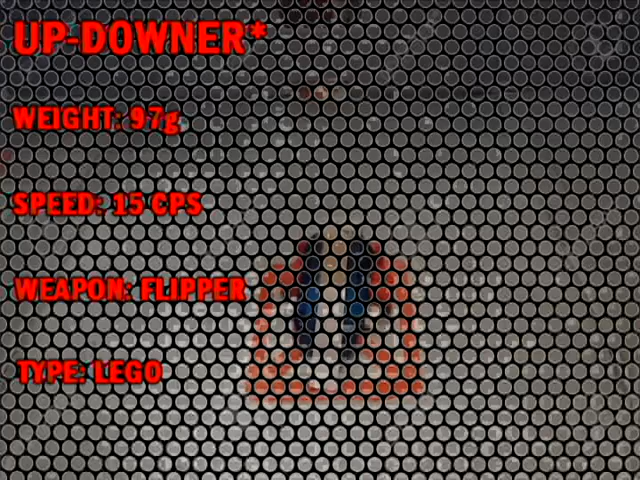 UP-DOWNER*
WEIGHT: 97g
SPEED: 15 CPS
WEAPON: FLIPPER
TYPE: LEGO